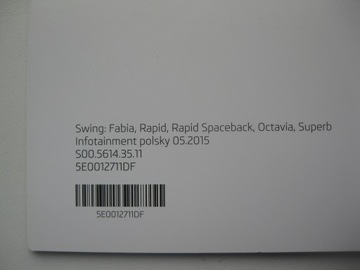 Swing: Fabia, Rapid, Rapid Spaceback, Octavia, Superb
Infotainment polsky 05.2015
S00.5614.35.11
5E0012711DF
5E0012711DF